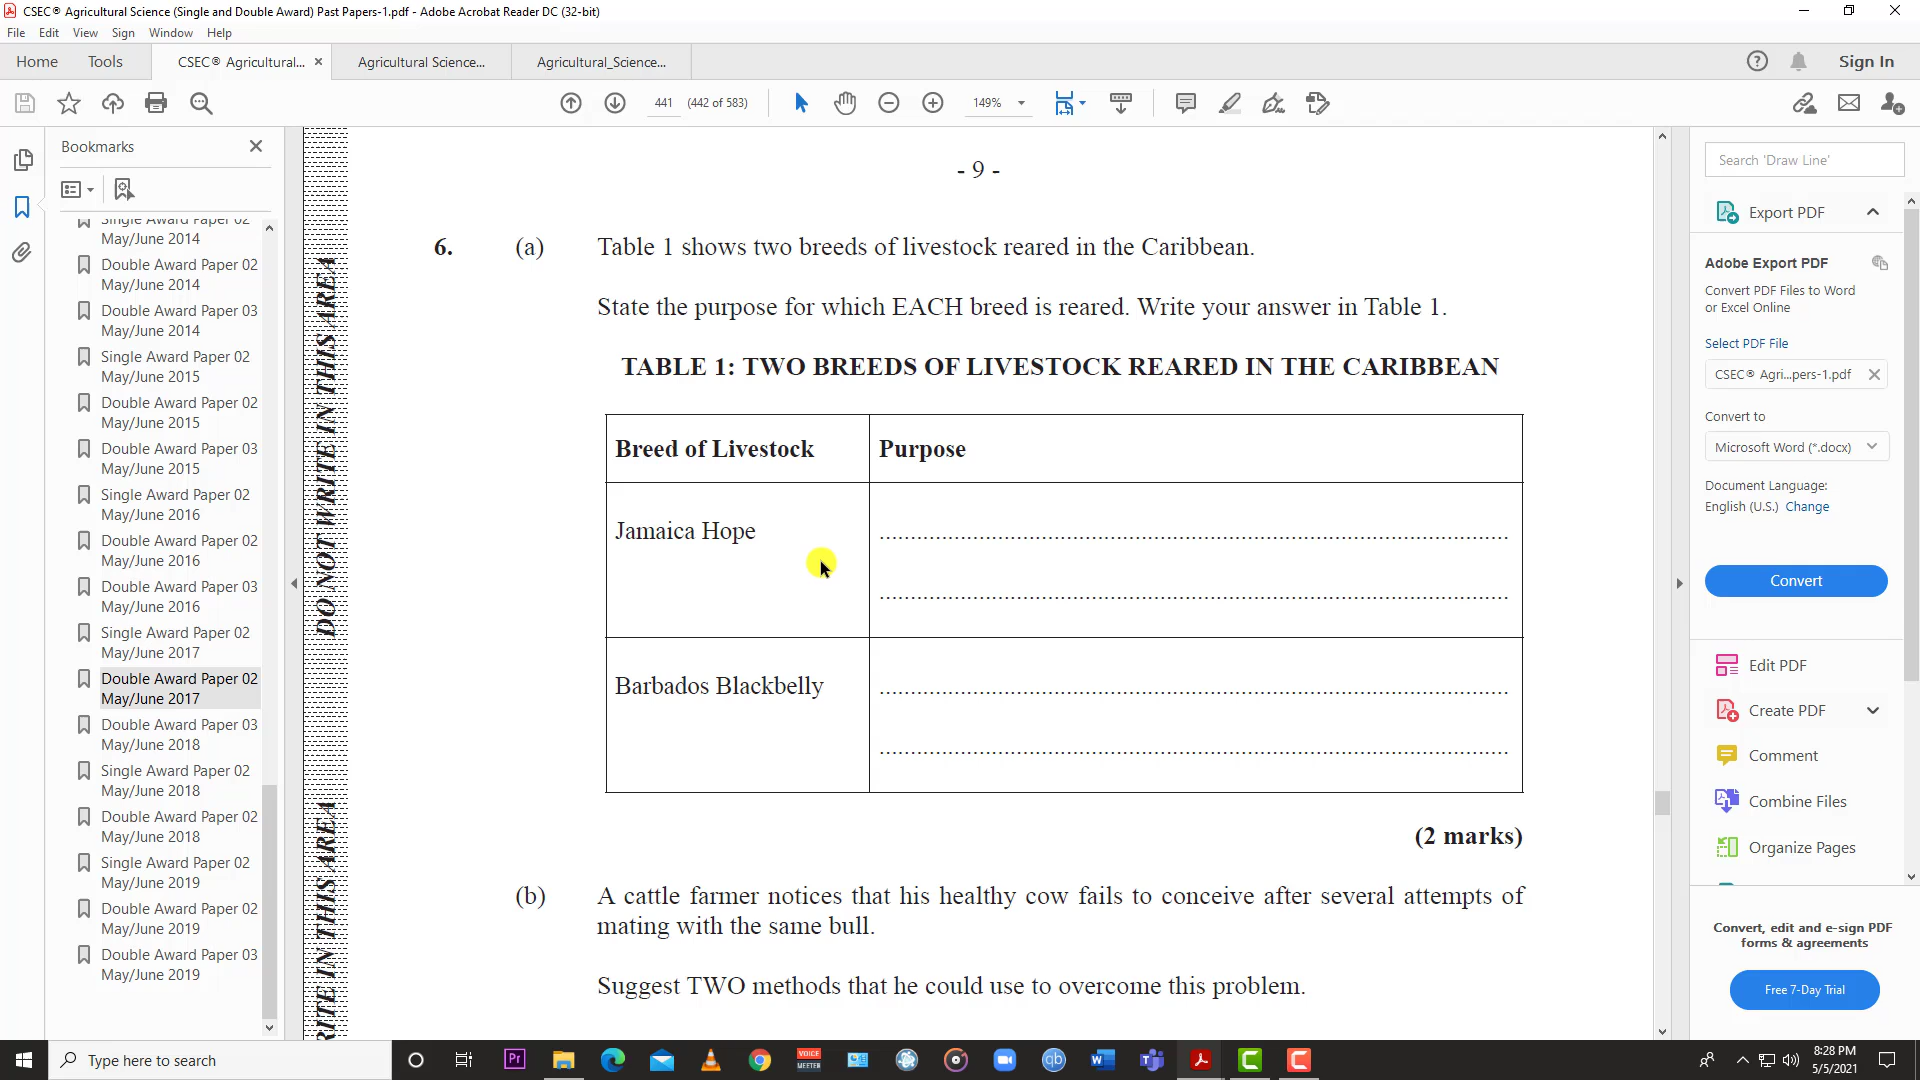 CSEC® Agricultural Science (Single and Double Award) Past Papers-1.pdf - Adobe Acrobat Reader DC (32-bit)
File Edit View Sign Window Help
Home Tools CSEC® Agricultural... × Agricultural Science... Agricultural_Science... Sign In
441 (442 of 583) 149%
Bookmarks
Single Award Paper 02
May/June 2014
Double Award Paper 02
May/June 2014
Double Award Paper 03
May/June 2014
Single Award Paper 02
May/June 2015
Double Award Paper 02
May/June 2015
Double Award Paper 03
May/June 2015
Single Award Paper 02
May/June 2016
Double Award Paper 02
May/June 2016
Double Award Paper 03
May/June 2016
Single Award Paper 02
May/June 2017
Double Award Paper 02
May/June 2017
Double Award Paper 03
May/June 2018
Single Award Paper 02
May/June 2018
Double Award Paper 02
May/June 2018
Single Award Paper 02
May/June 2019
Double Award Paper 02
May/June 2019
Double Award Paper 03
May/June 2019
DO NOT WRITE IN THIS AREA
RITE IN THIS AREA
- 9 -
6. (a) Table 1 shows two breeds of livestock reared in the Caribbean.
State the purpose for which EACH breed is reared. Write your answer in Table 1.
TABLE 1: TWO BREEDS OF LIVESTOCK REARED IN THE CARIBBEAN
Breed of Livestock Purpose
Jamaica Hope
Barbados Blackbelly
(2 marks)
(b) A cattle farmer notices that his healthy cow fails to conceive after several attempts of
mating with the same bull.
Suggest TWO methods that he could use to overcome this problem.
Search 'Draw Line'
Export PDF
Adobe Export PDF
Convert PDF Files to Word
or Excel Online
Select PDF File
CSEC® Agri...pers-1.pdf
Convert to
Microsoft Word (*.docx)
Document Language:
English (U.S.) Change
Convert
Edit PDF
Create PDF
Comment
Combine Files
Organize Pages
Convert, edit and e-sign PDF
forms & agreements
Free 7-Day Trial
Type here to search
Pr
VOICE
MEETER
qb
8:28 PM
5/5/2021